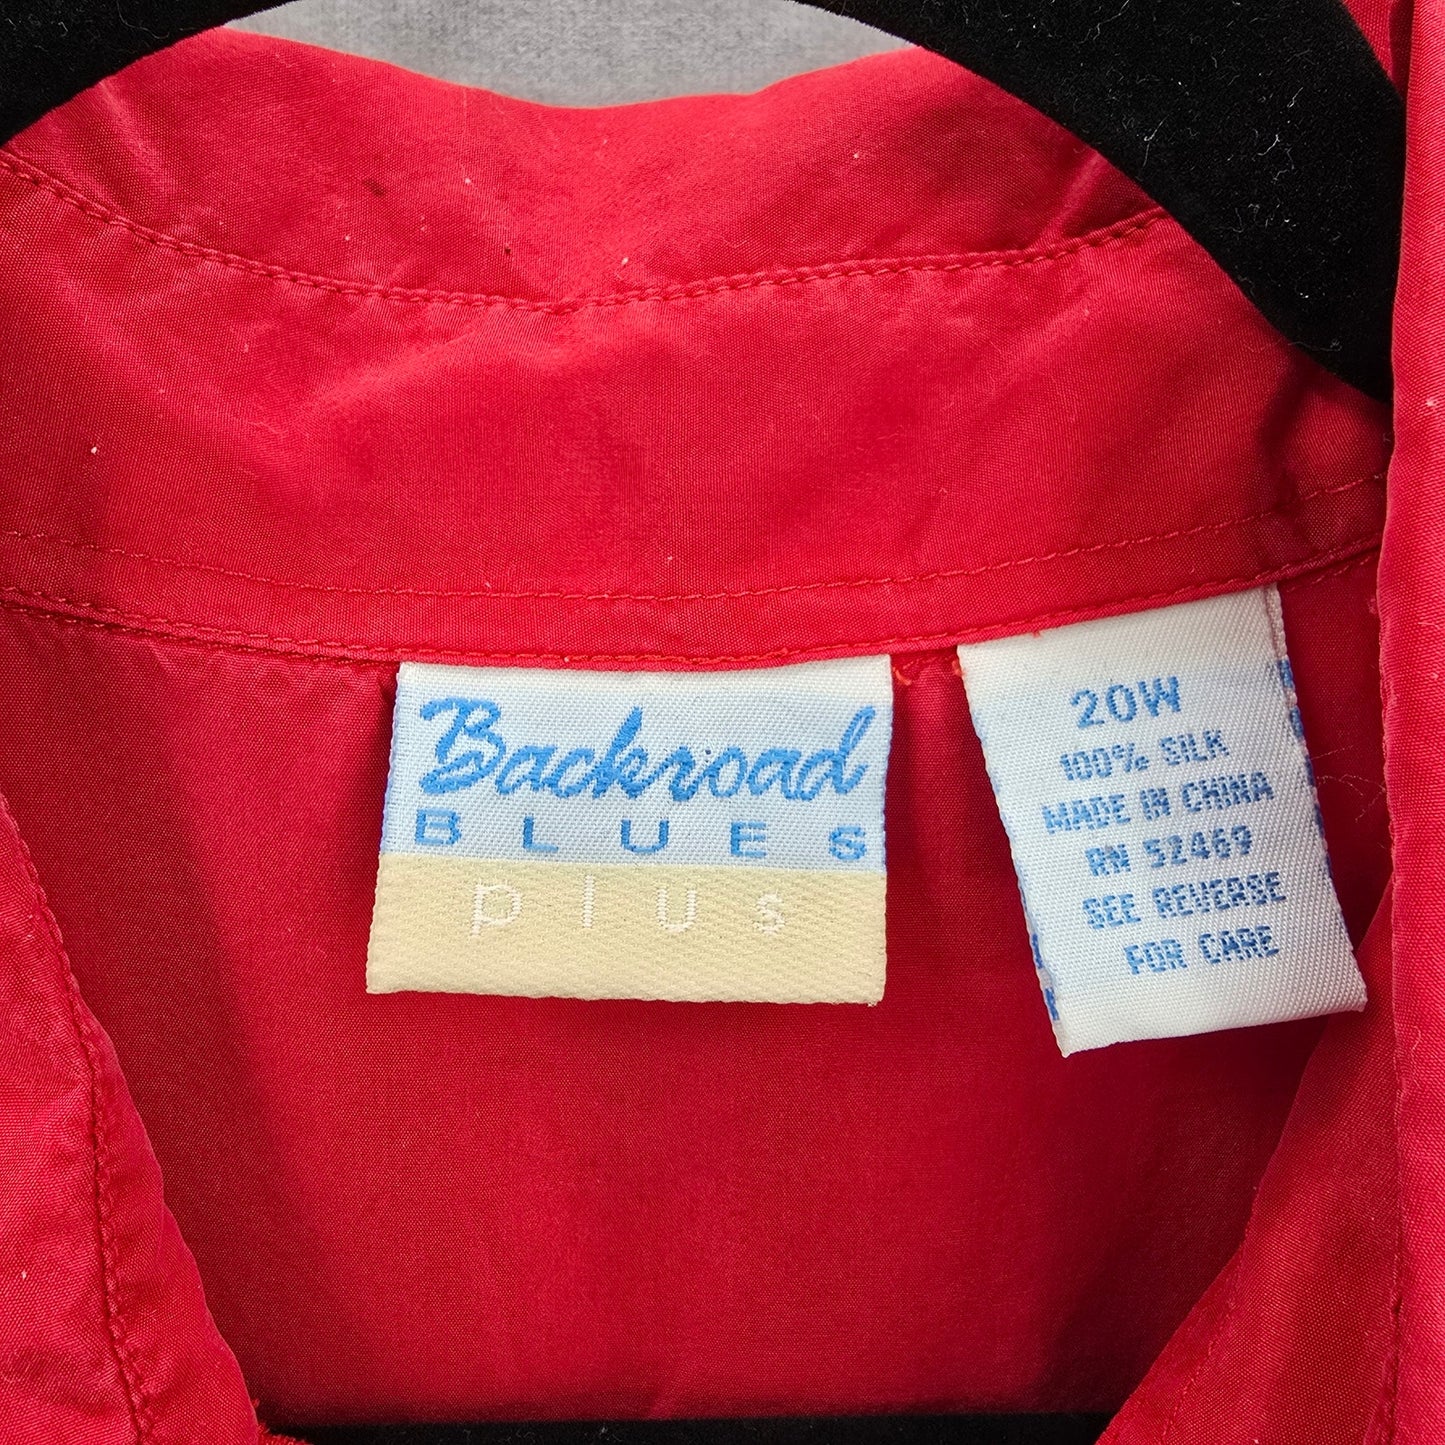 Backroad
BLUES
plus
20W
100% SILK
MADE IN CHINA
RN 52469
SEE REVERSE
FOR CARE